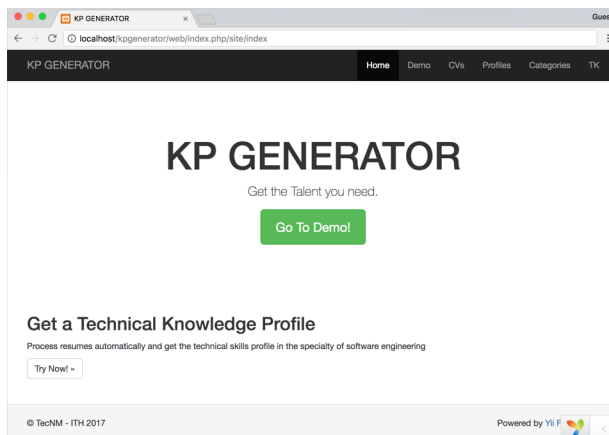 KP GENERATOR
Gues
localhost/kpgenerator/web/index.php/site/index
KP GENERATOR Home Demo CVs Profiles Categories TK
KP GENERATOR
Get the Talent you need.
Go To Demo!
Get a Technical Knowledge Profile
Process resumes automatically and get the technical skills profile in the specialty of software engineering
Try Now! »
© TecNM - ITH 2017 Powered by Yii F